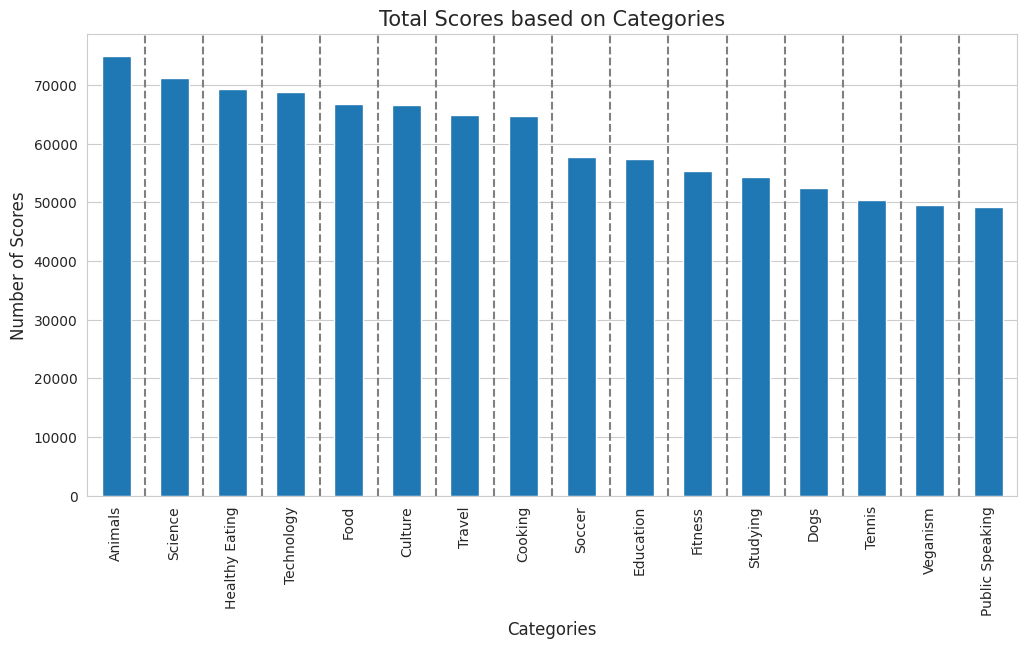 Total Scores based on Categories
Number of Scores
70000
60000
50000
40000
30000
20000
10000
0
Animals
Science
Healthy Eating
Technology
Food
Culture
Travel
Cooking
Soccer
Education
Fitness
Studying
Dogs
Tennis
Veganism
Public Speaking
Categories